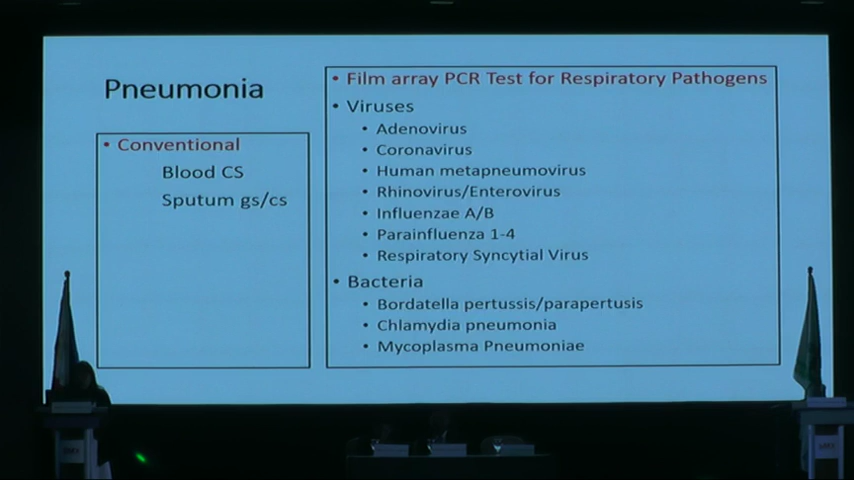 Pneumonia
• Conventional
Blood CS
Sputum gs/cs
• Film array PCR Test for Respiratory Pathogens
• Viruses
• Adenovirus
• Coronavirus
• Human metapneumovirus
• Rhinovirus/Enterovirus
• Influenzae A/B
• Parainfluenza 1-4
• Respiratory Syncytial Virus
• Bacteria
• Bordatella pertussis/parapertusis
• Chlamydia pneumonia
• Mycoplasma Pneumoniae